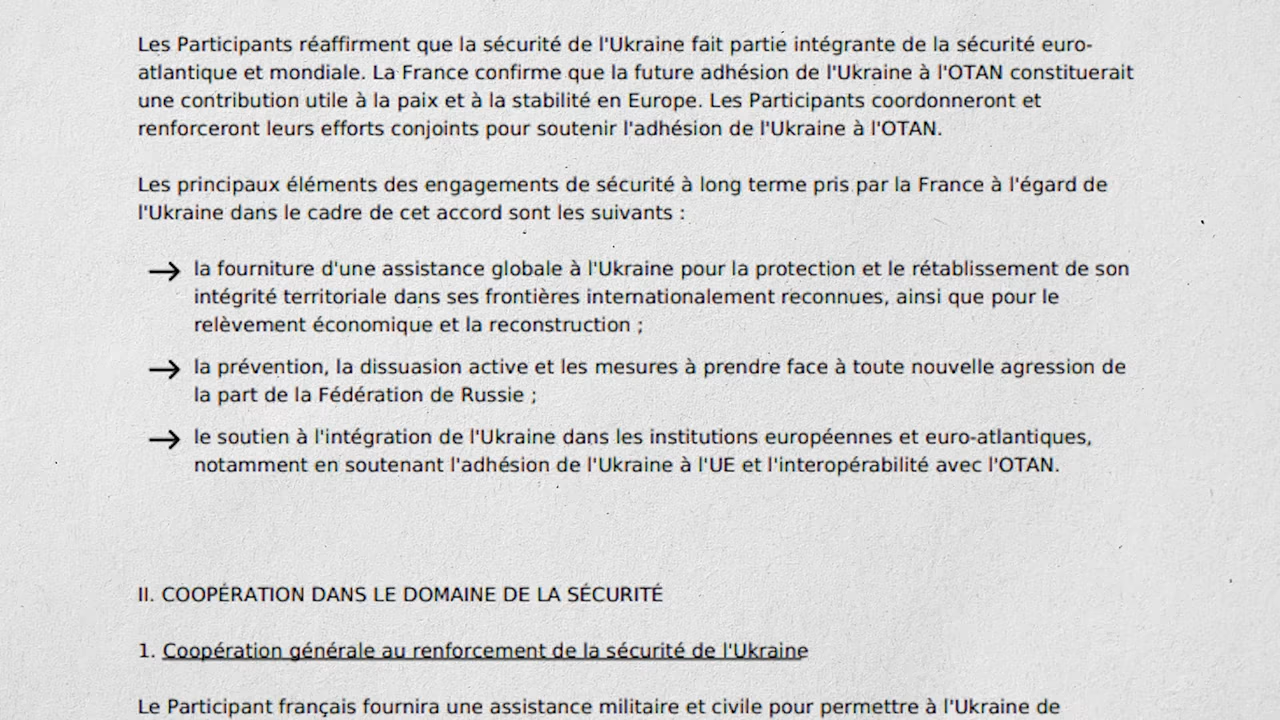 Les Participants réaffirment que la sécurité de l'Ukraine fait partie intégrante de la sécurité euro-
atlantique et mondiale. La France confirme que la future adhésion de l'Ukraine à l'OTAN constituerait
une contribution utile à la paix et à la stabilité en Europe. Les Participants coordonneront et
renforceront leurs efforts conjoints pour soutenir l'adhésion de l'Ukraine à l'OTAN.
Les principaux éléments des engagements de sécurité à long terme pris par la France à l'égard de
l'Ukraine dans le cadre de cet accord sont les suivants :
→ la fourniture d'une assistance globale à l'Ukraine pour la protection et le rétablissement de son
intégrité territoriale dans ses frontières internationalement reconnues, ainsi que pour le
relèvement économique et la reconstruction ;
→ la prévention, la dissuasion active et les mesures à prendre face à toute nouvelle agression de
la part de la Fédération de Russie ;
→ le soutien à l'intégration de l'Ukraine dans les institutions européennes et euro-atlantiques,
notamment en soutenant l'adhésion de l'Ukraine à l'UE et l'interopérabilité avec l'OTAN.
II. COOPÉRATION DANS LE DOMAINE DE LA SÉCURITÉ
1. Coopération générale au renforcement de la sécurité de l'Ukraine
Le Participant français fournira une assistance militaire et civile pour permettre à l'Ukraine de